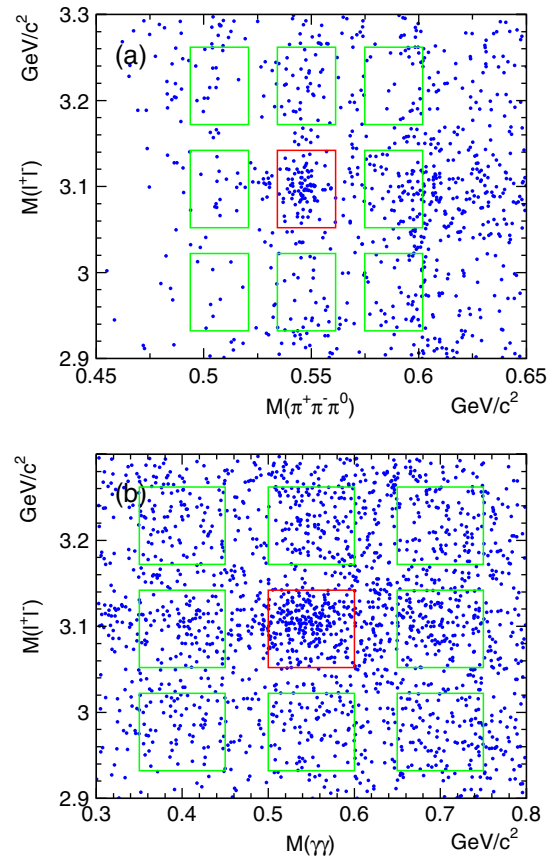 (a)
GeV/c²
M(l⁺l⁻)
3.3
3.2
3.1
3
2.9
0.45 0.5 0.55 0.6 0.65
M(π⁺π⁻π⁰) GeV/c²
(b)
GeV/c²
M(l⁺l⁻)
3.2
3.1
3
2.9
0.3 0.4 0.5 0.6 0.7 0.8
M(γγ) GeV/c²